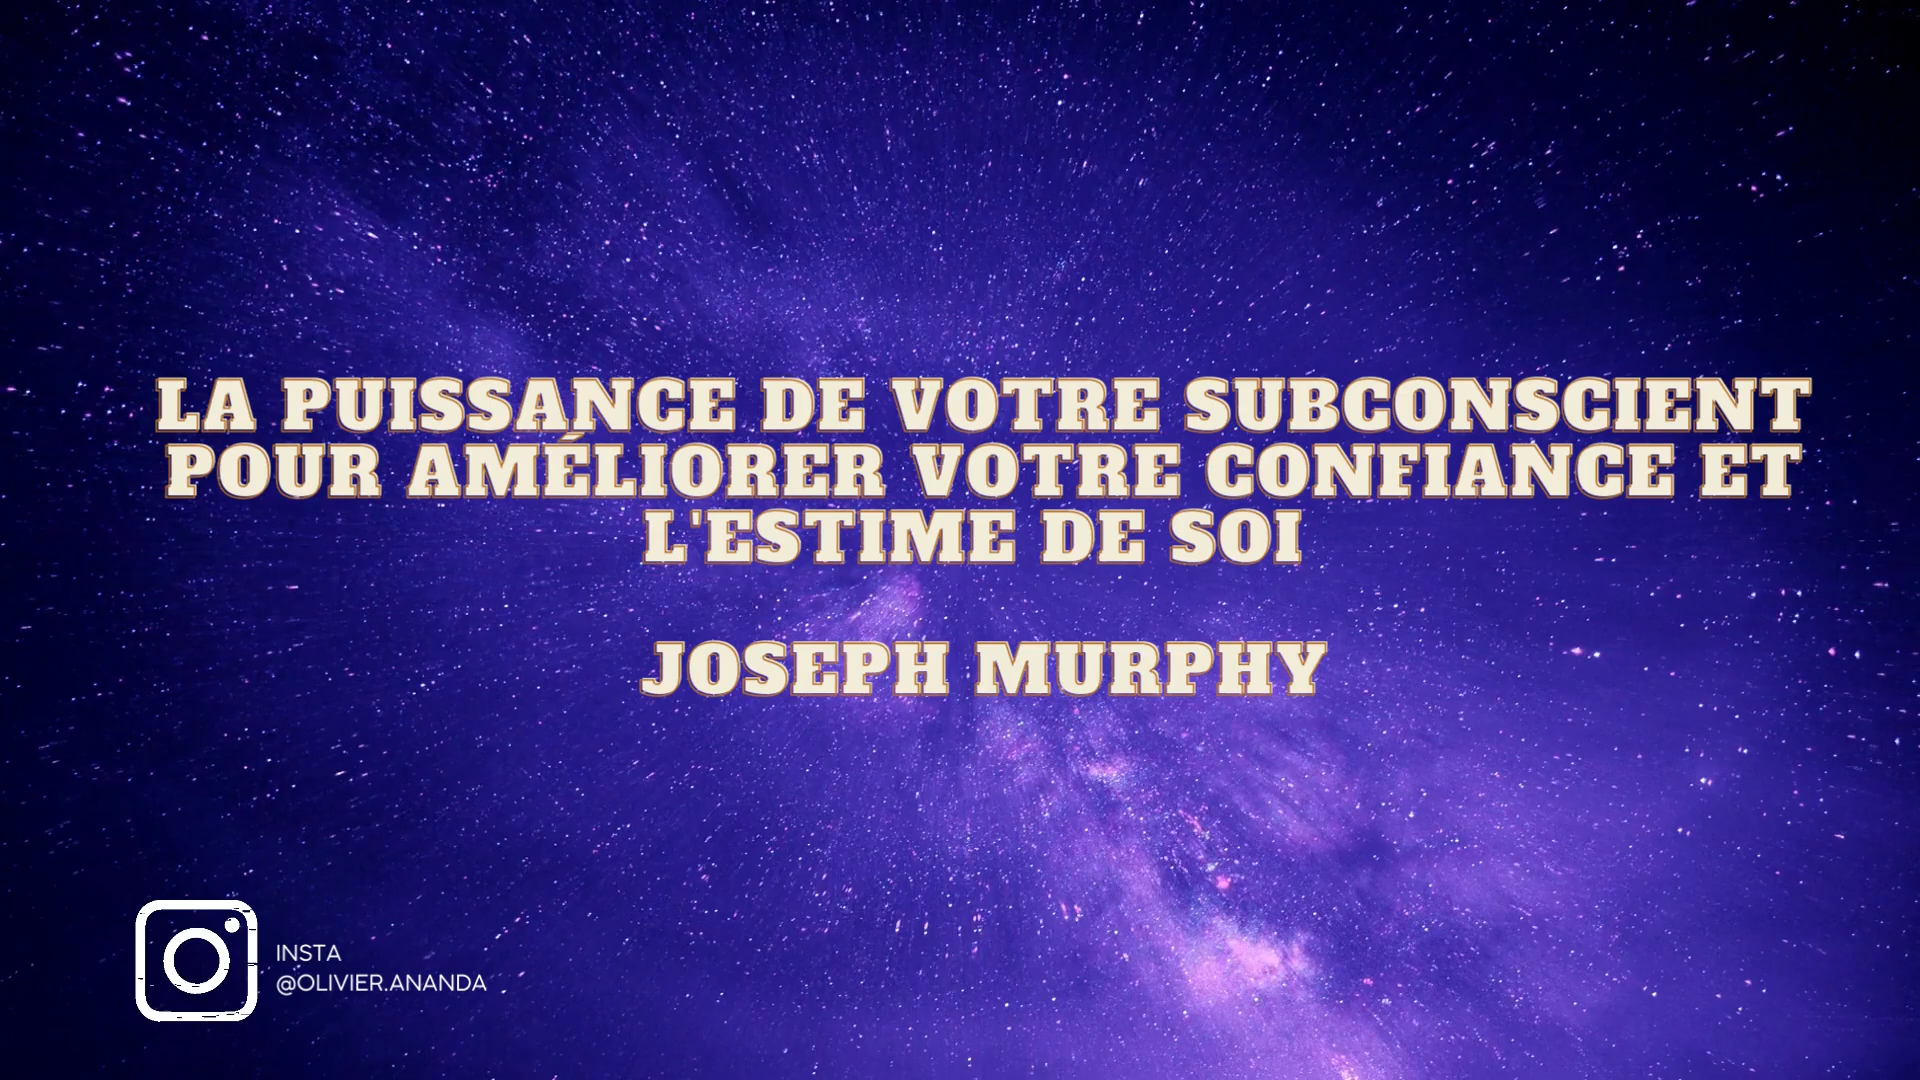 LA PUISSANCE DE VOTRE SUBCONSCIENT
POUR AMÉLIORER VOTRE CONFIANCE ET
L'ESTIME DE SOI
JOSEPH MURPHY
INSTA
@OLIVIER.ANANDA